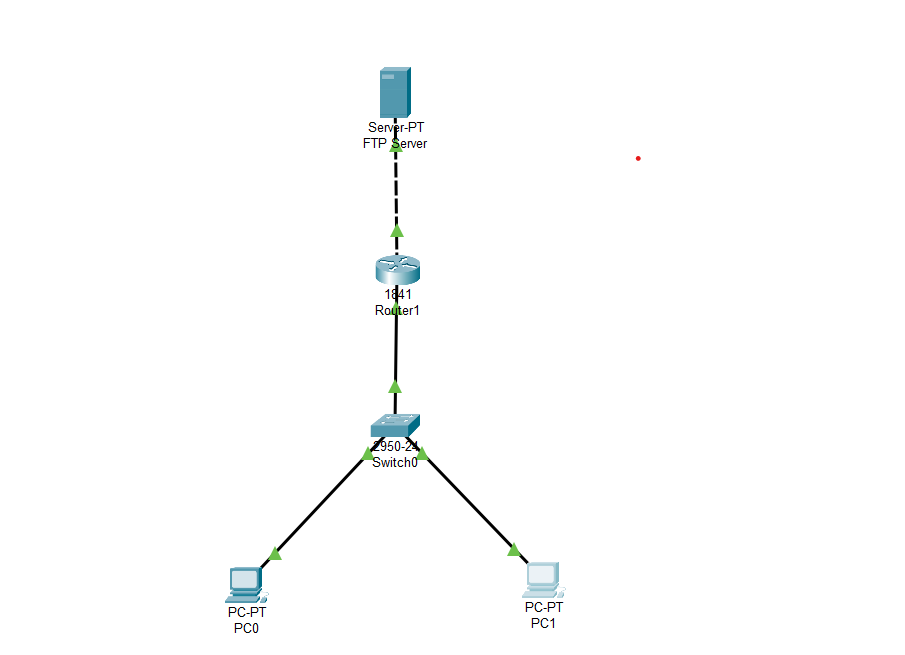 Server-PT
FTP Server
1841
Router1
2950-24
Switch0
PC-PT
PC0
PC-PT
PC1